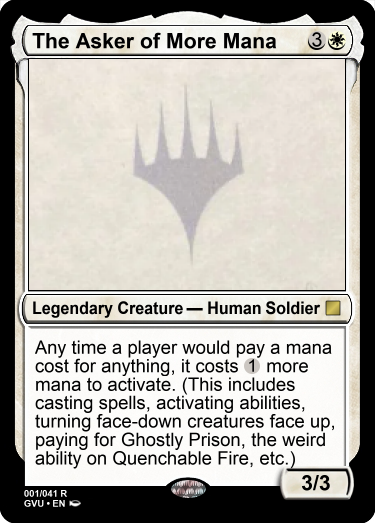 The Asker of More Mana 3
Legendary Creature — Human Soldier
Any time a player would pay a mana
cost for anything, it costs 1 more
mana to activate. (This includes
casting spells, activating abilities,
turning face-down creatures face up,
paying for Ghostly Prison, the weird
ability on Quenchable Fire, etc.)
3/3
001/041 R
GVU • EN